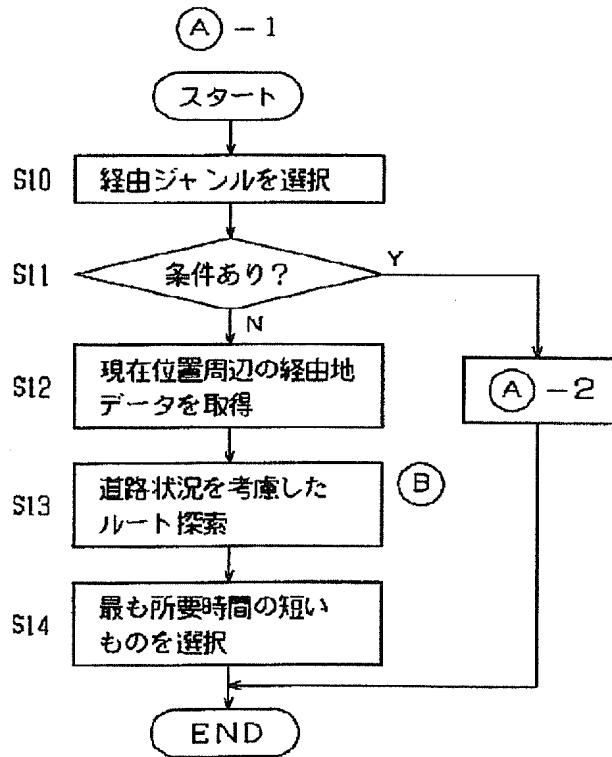 Ⓐ-1
スタート
S10 経由ジャンルを選択
S11 条件あり？
Y
N
S12 現在位置周辺の経由地
データを取得
Ⓐ-2
S13 道路状況を考慮した
ルート探索
Ⓑ
S14 最も所要時間の短い
ものを選択
END